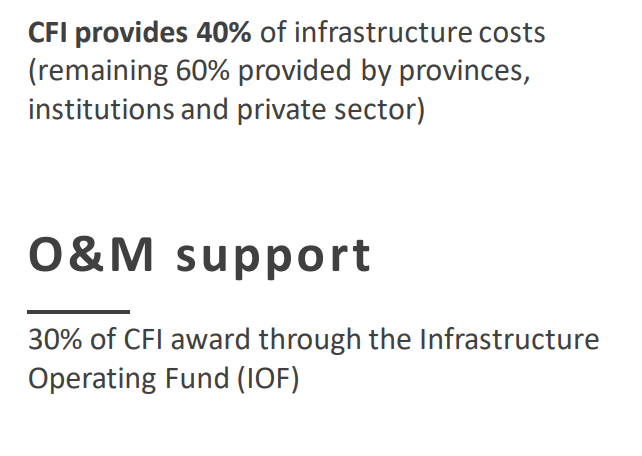 CFI provides 40% of infrastructure costs
(remaining 60% provided by provinces,
institutions and private sector)
O&M support
30% of CFI award through the Infrastructure
Operating Fund (IOF)